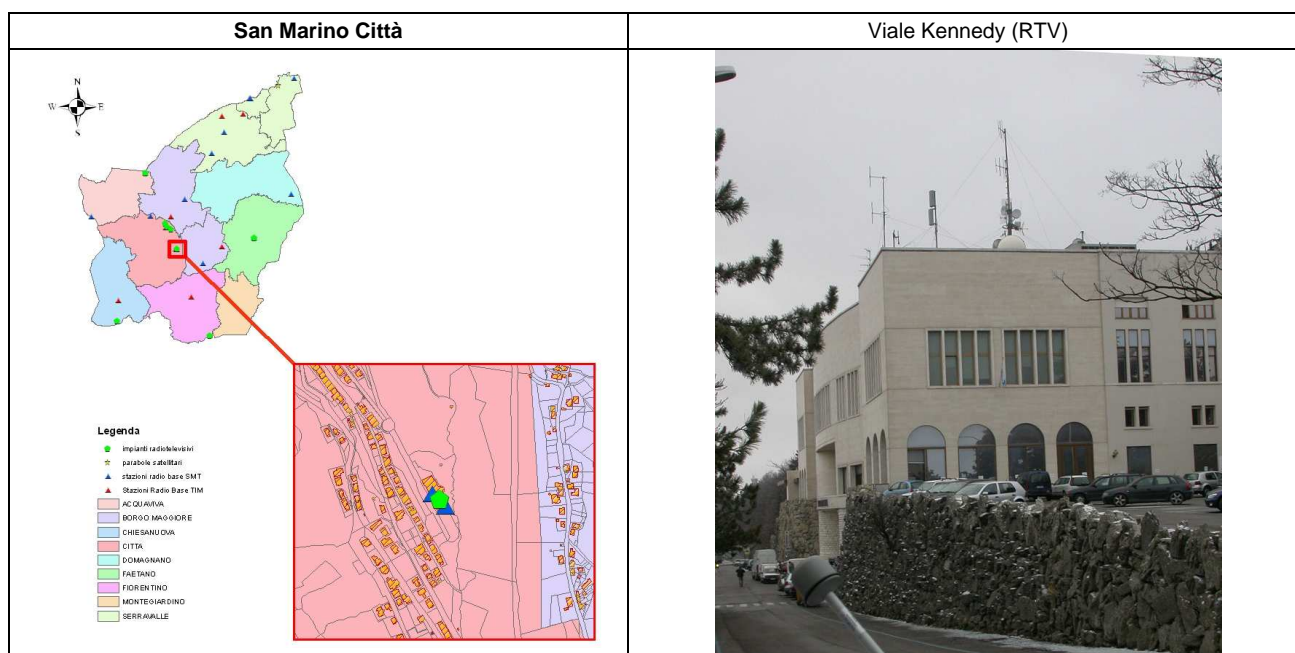 San Marino Città
Viale Kennedy (RTV)
N
W E
S
Legenda
impianti radiotelevisivi
parabole satellitari
stazioni radio base SMT
Stazioni Radio Base TIM
ACQUAVIVA
BORGO MAGGIORE
CHIESANUOVA
CITTA
DOMAGNANO
FAETANO
FIORENTINO
MONTEGIARDINO
SERRAVALLE